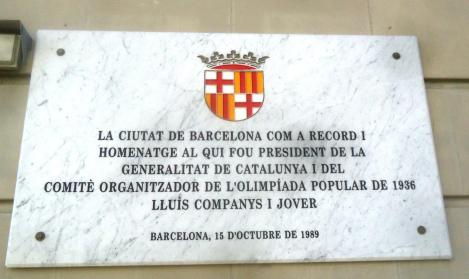 LA CIUTAT DE BARCELONA COM A RECORD I
HOMENATGE AL QUI FOU PRESIDENT DE LA
GENERALITAT DE CATALUNYA I DEL
COMITÈ ORGANITZADOR DE L'OLIMPÍADA POPULAR DE 1936
LLUÍS COMPANYS I JOVER
BARCELONA, 15 D'OCTUBRE DE 1989